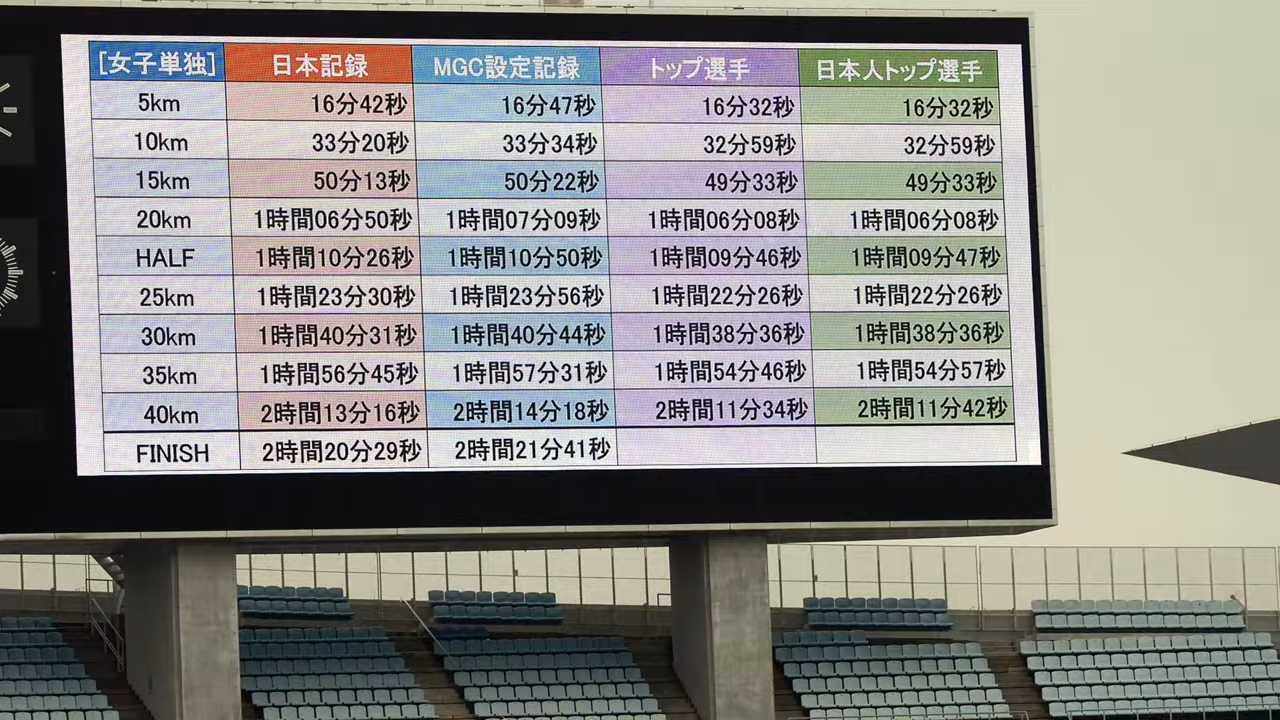 [女子単独] 日本記録 MGC設定記録 トップ選手 日本人トップ選手
5km 16分42秒 16分47秒 16分32秒 16分32秒
10km 33分20秒 33分34秒 32分59秒 32分59秒
15km 50分13秒 50分22秒 49分33秒 49分33秒
20km 1時間06分50秒 1時間07分09秒 1時間06分08秒 1時間06分08秒
HALF 1時間10分26秒 1時間10分50秒 1時間09分46秒 1時間09分47秒
25km 1時間23分30秒 1時間23分56秒 1時間22分26秒 1時間22分26秒
30km 1時間40分31秒 1時間40分44秒 1時間38分36秒 1時間38分36秒
35km 1時間56分45秒 1時間57分31秒 1時間54分46秒 1時間54分57秒
40km 2時間13分16秒 2時間14分18秒 2時間11分34秒 2時間11分42秒
FINISH 2時間20分29秒 2時間21分41秒